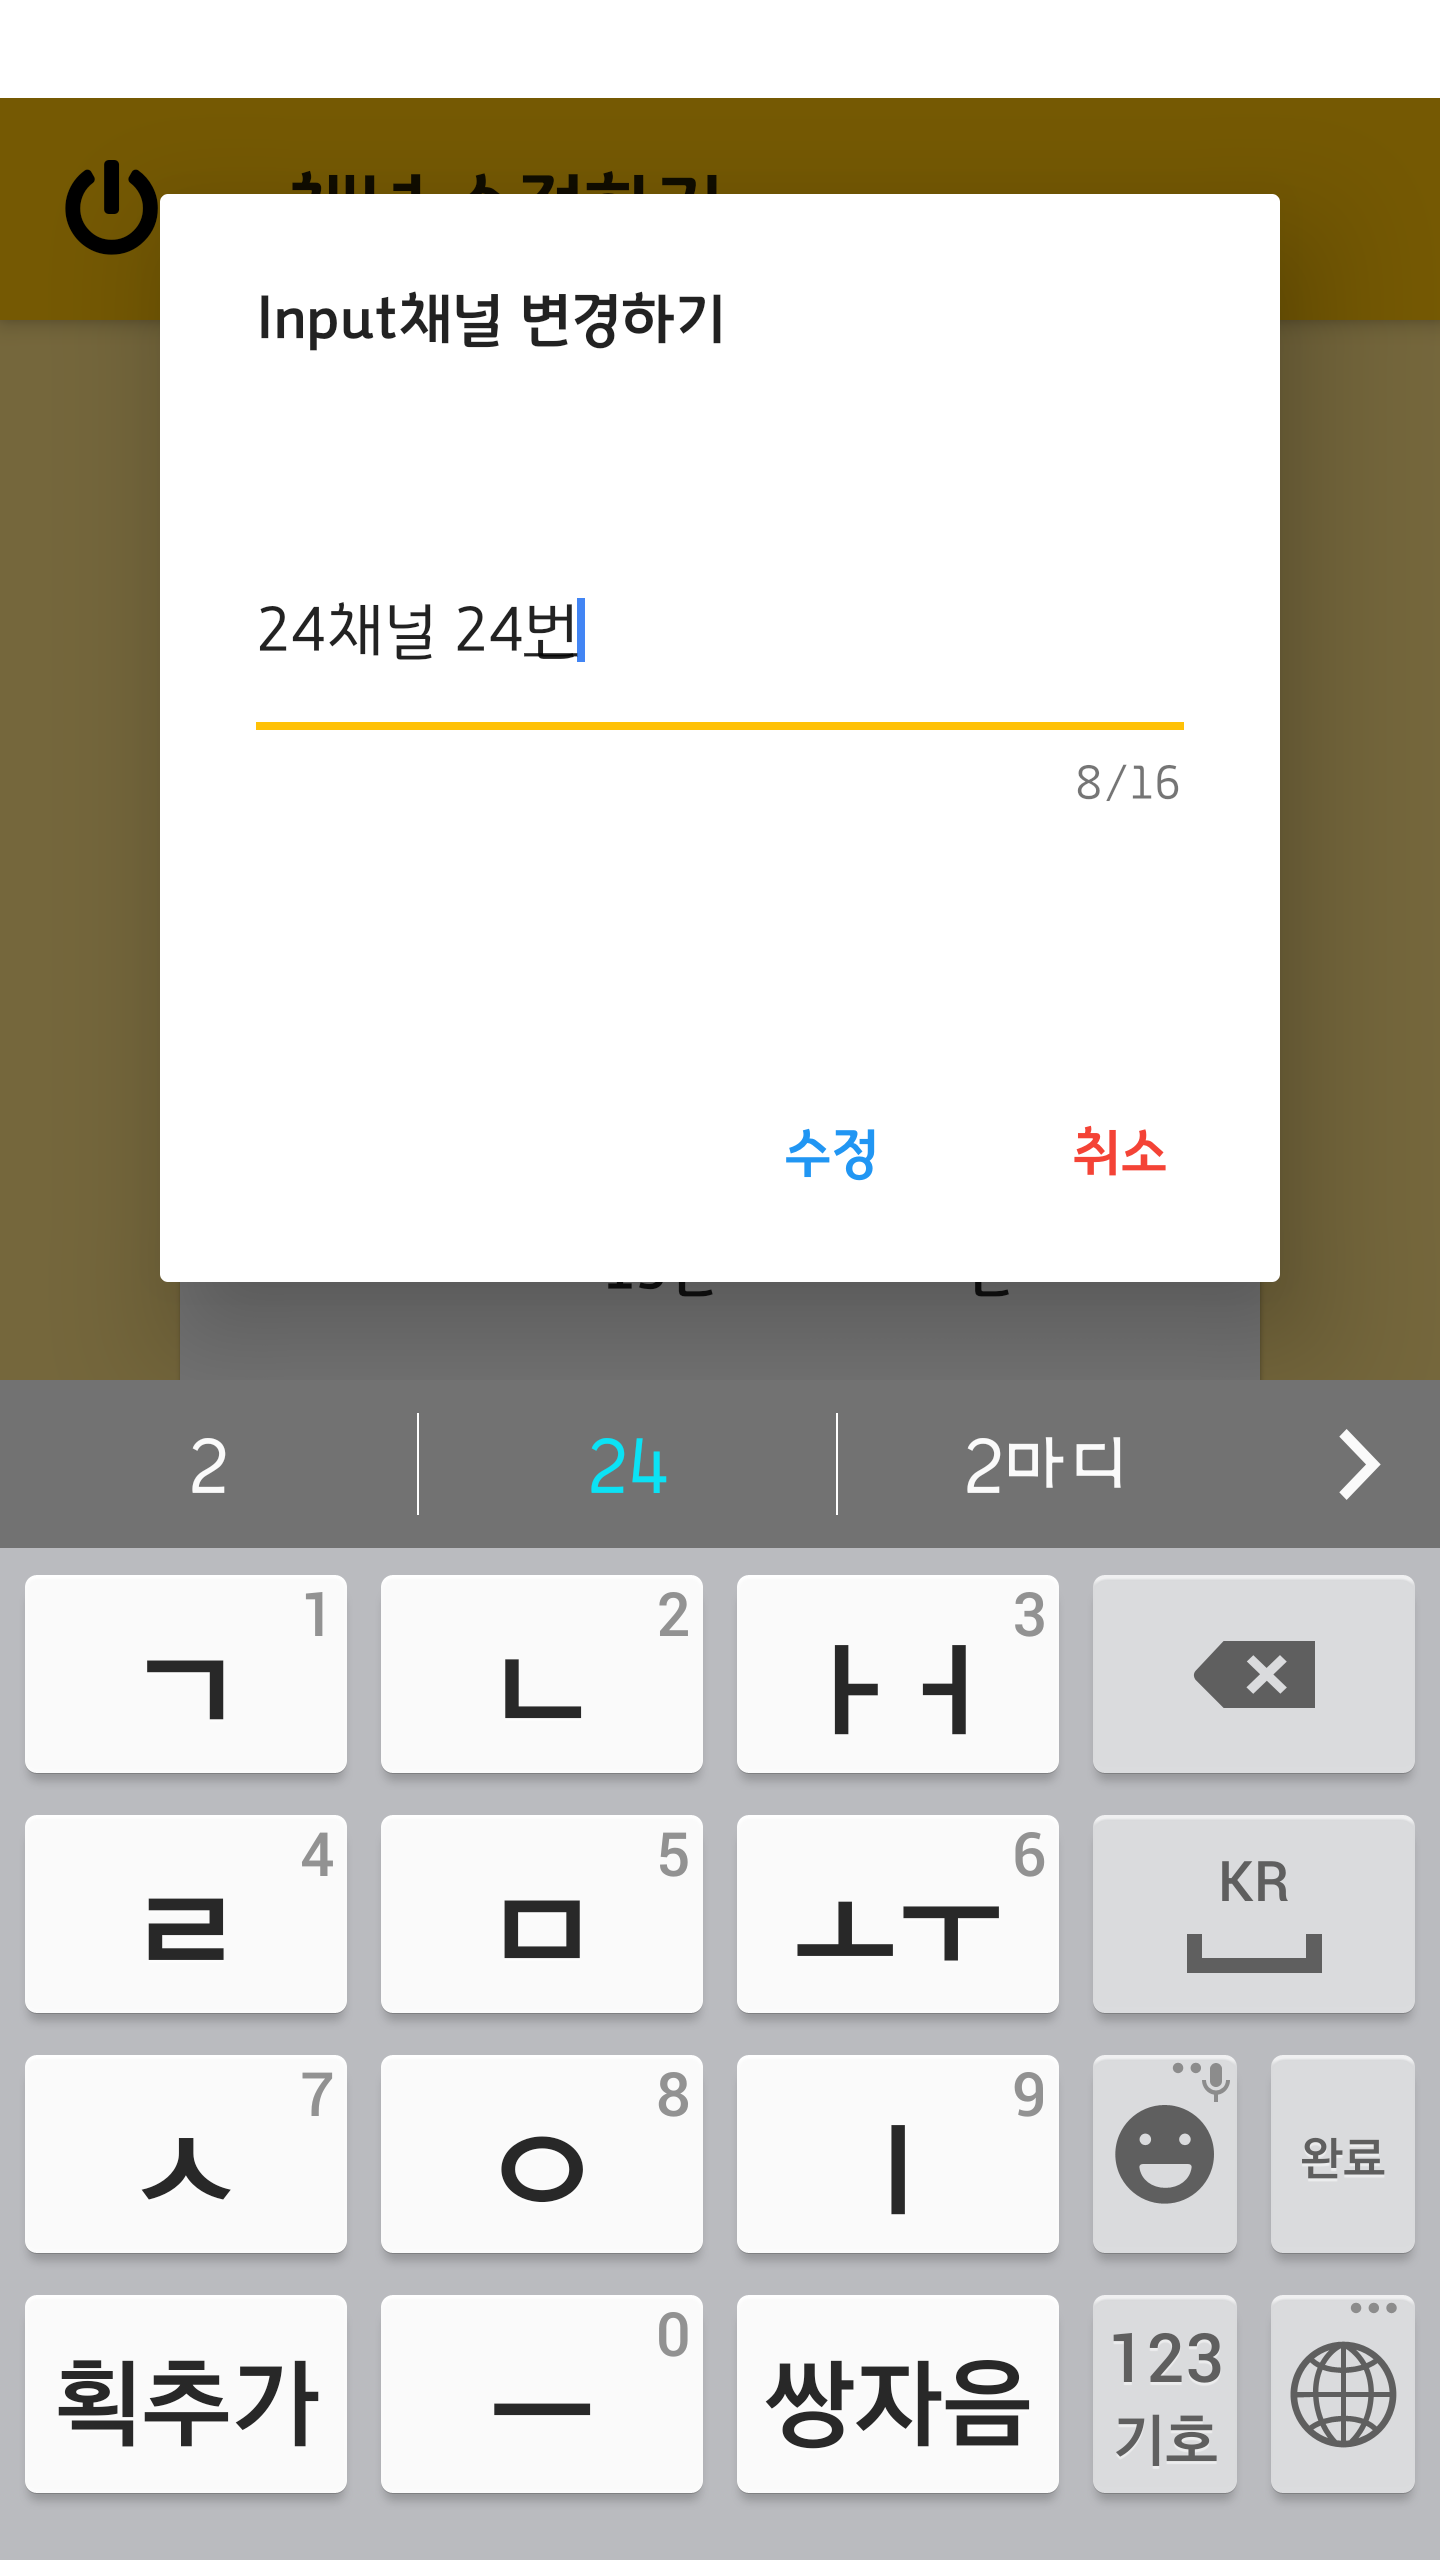 Input채널 변경하기
24채널 24번
8/16
수정 취소
2 24 2마디
ㄱ 1 ㄴ 2 ㅏㅓ 3
ㄹ 4 ㅁ 5 ㅗㅜ 6 KR
ㅅ 7 ㅇ 8 ㅣ 9 완료
획추가 ㅡ 0 쌍자음 123
기호